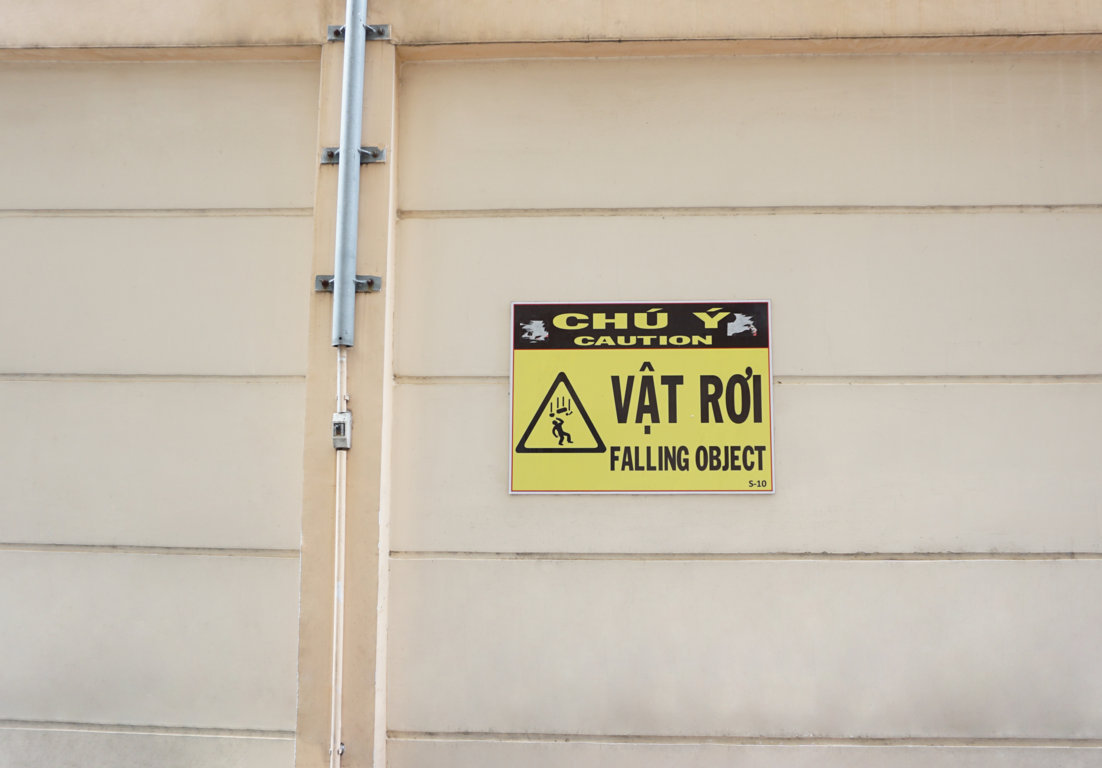 CHÚ Ý
CAUTION
VẬT RƠI
FALLING OBJECT
S-10